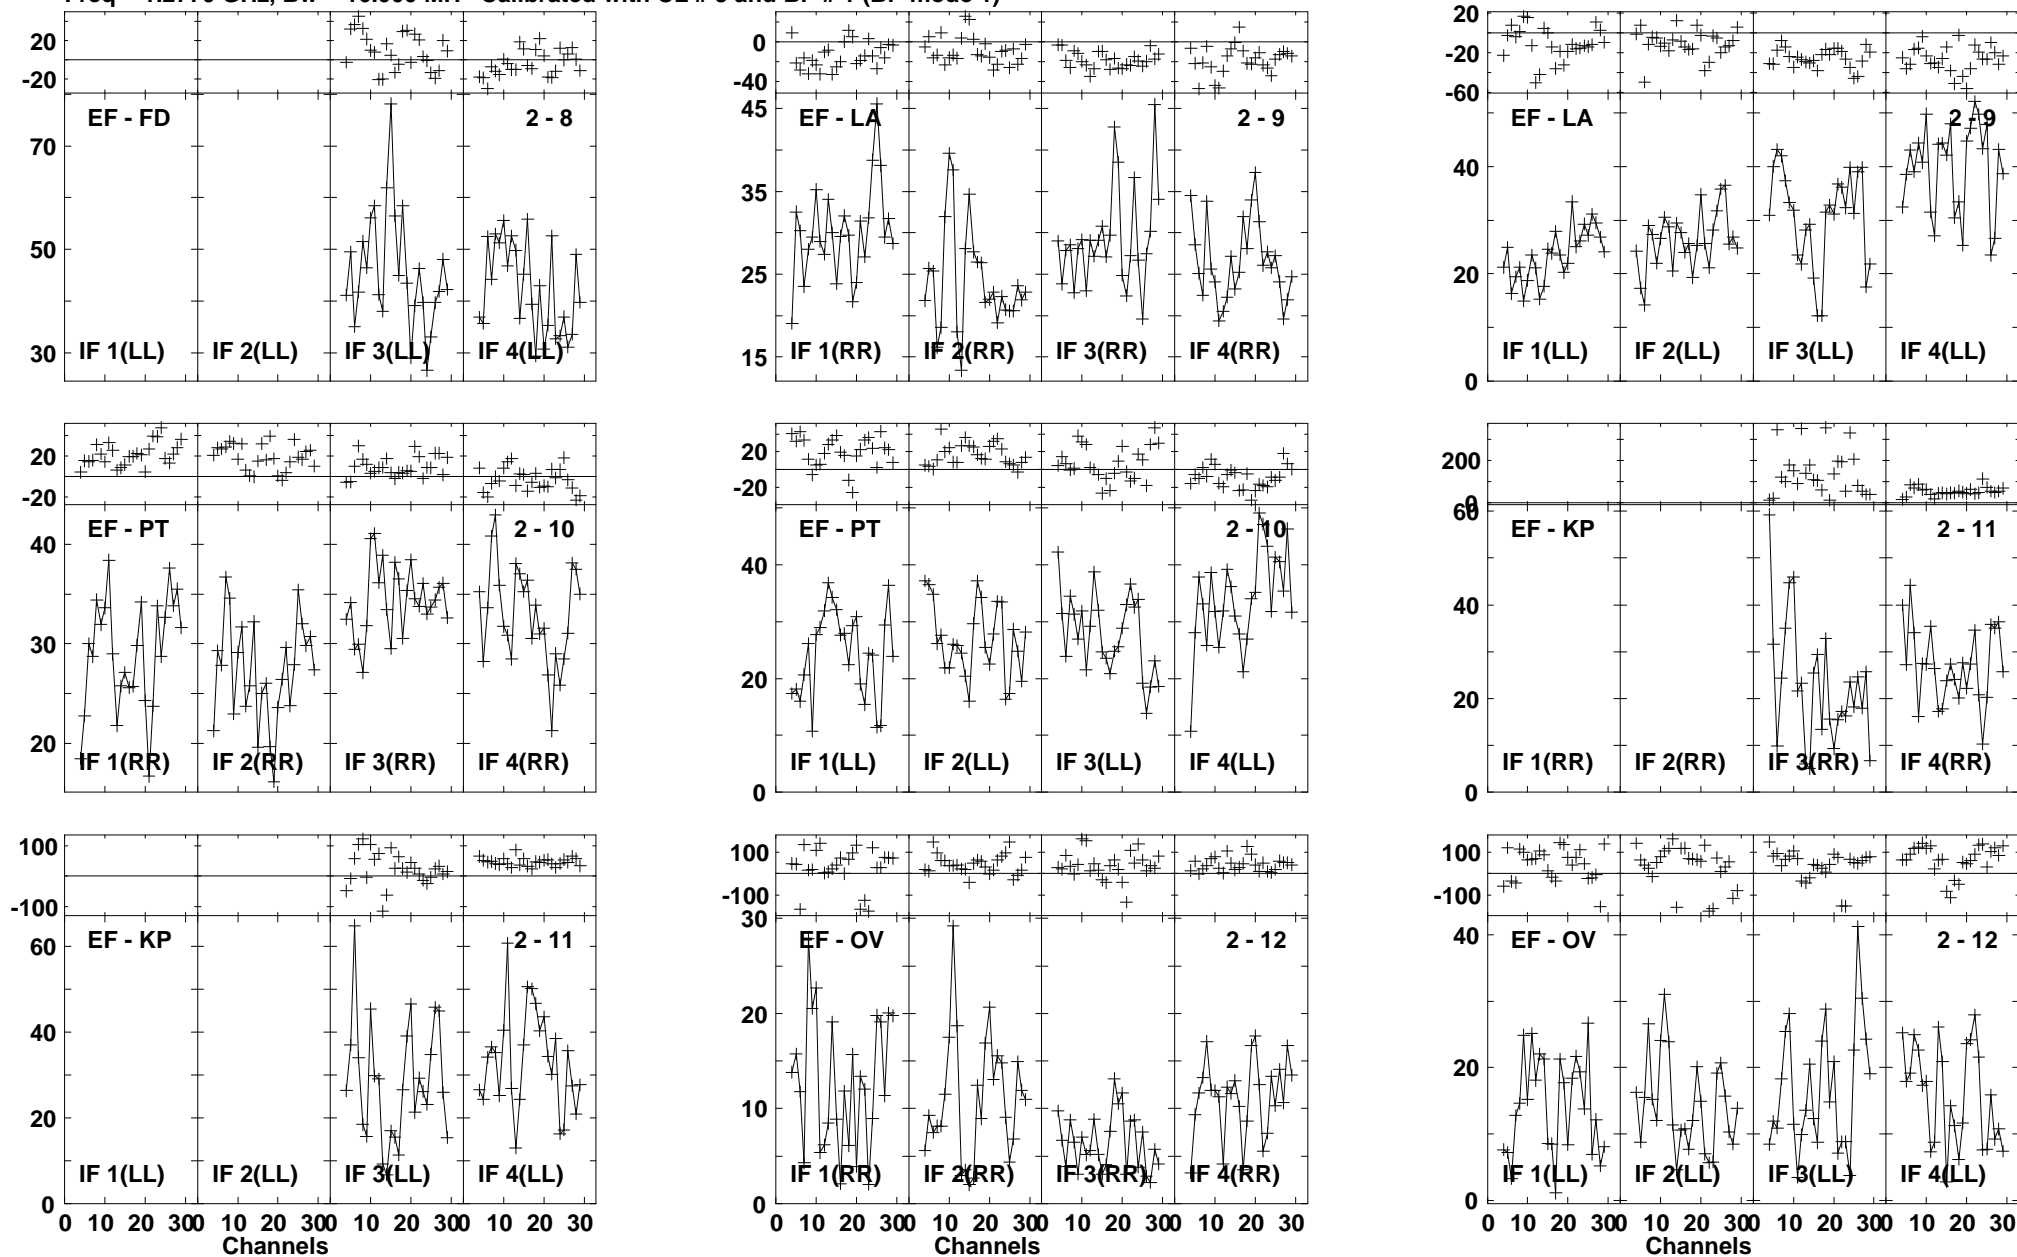 20 0 20
20 -20
-20 -40 -60
EF - FD 2 - 8 EF - LA 2 - 9 EF - LA 2 - 9
70 45 40
50 35 20
30 25 0
15
IF 1(LL) IF 2(LL) IF 3(LL) IF 4(LL) IF 1(RR) IF 2(RR) IF 3(RR) IF 4(RR) IF 1(LL) IF 2(LL) IF 3(LL) IF 4(LL)
20 20 200
-20 -20 0
EF - PT 2 - 10 EF - PT 2 - 10 EF - KP 2 - 11
40 40 60
30 20 40
20 0 20
0
IF 1(RR) IF 2(RR) IF 3(RR) IF 4(RR) IF 1(LL) IF 2(LL) IF 3(LL) IF 4(LL) IF 1(RR) IF 2(RR) IF 3(RR) IF 4(RR)
100 100 100
-100 -100 -100
EF - KP 2 - 11 EF - OV 2 - 12 EF - OV 2 - 12
60 30 40
40 20 20
20 10 0
0 0
IF 1(LL) IF 2(LL) IF 3(LL) IF 4(LL) IF 1(RR) IF 2(RR) IF 3(RR) IF 4(RR) IF 1(LL) IF 2(LL) IF 3(LL) IF 4(LL)
0 10 20 30 0 10 20 30 0 10 20 30 0 10 20 30 0 10 20 30 0 10 20 30 0 10 20 30 0 10 20 30 0 10 20 30 0 10 20 30
Channels Channels Channels